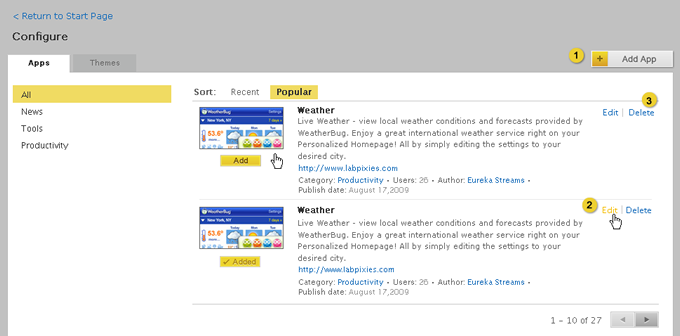 < Return to Start Page
Configure
1
+ Add App
Apps
Themes
All
News
Tools
Productivity
Sort: Recent Popular
WeatherBug Settings
New York, NY 7 days
53.6°
Today Mon Tue
Add
₩eather
3
Edit | Delete
Live Weather - view local weather conditions and forecasts provided by
WeatherBug. Enjoy a great international weather service right on your
Personalized Homepage! All by simply editing the settings to your
desired city.
http://www.labpixies.com
Category: Productivity • Users: 26 • Author: Eureka Streams •
Publish date: August 17,2009
WeatherBug Settings
New York, NY 7 days
53.6°
Today Mon Tue
✓ Added
₩eather
2
Edit | Delete
Live Weather - view local weather conditions and forecasts provided by
WeatherBug. Enjoy a great international weather service right on your
Personalized Homepage! All by simply editing the settings to your
desired city.
http://www.labpixies.com
Category: Productivity • Users: 26 • Author: Eureka Streams •
Publish date: August 17,2009
1 – 10 of 27